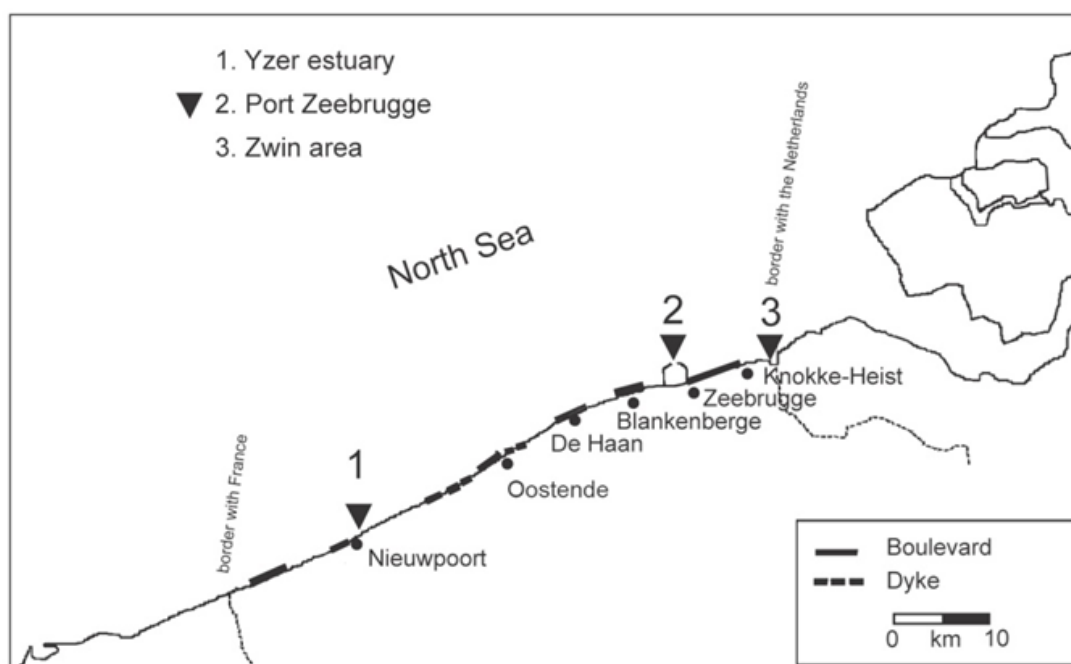 1. Yzer estuary
2. Port Zeebrugge
3. Zwin area
border with the Netherlands
North Sea
2
3
Knokke-Heist
Zeebrugge
Blankenberge
De Haan
Oostende
1
border with France
Nieuwpoort
Boulevard
Dyke
0 km 10